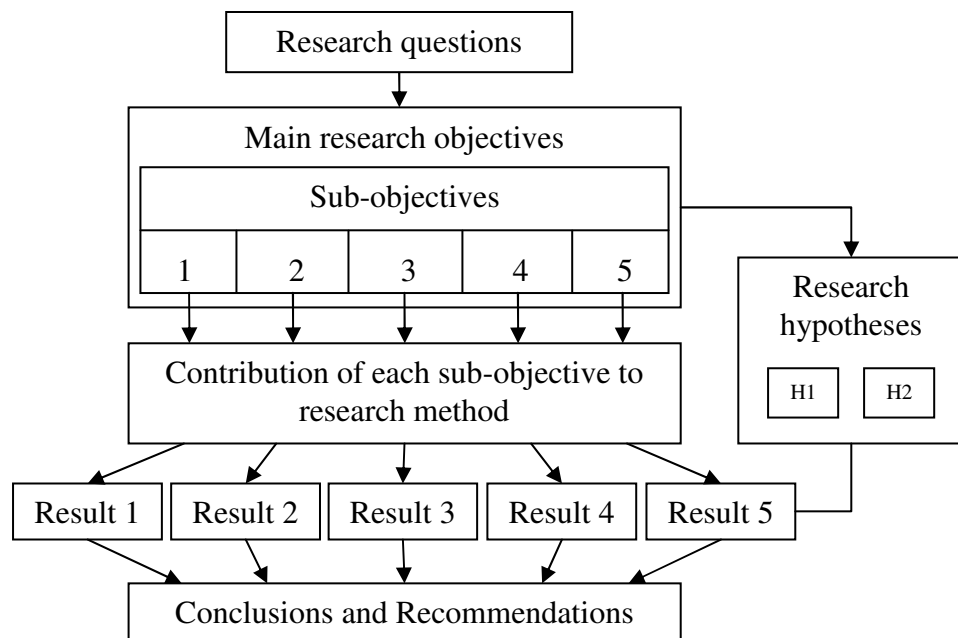 Research questions
Main research objectives
Sub-objectives
1 2 3 4 5
Research
hypotheses
H1 H2
Contribution of each sub-objective to
research method
Result 1 Result 2 Result 3 Result 4 Result 5
Conclusions and Recommendations